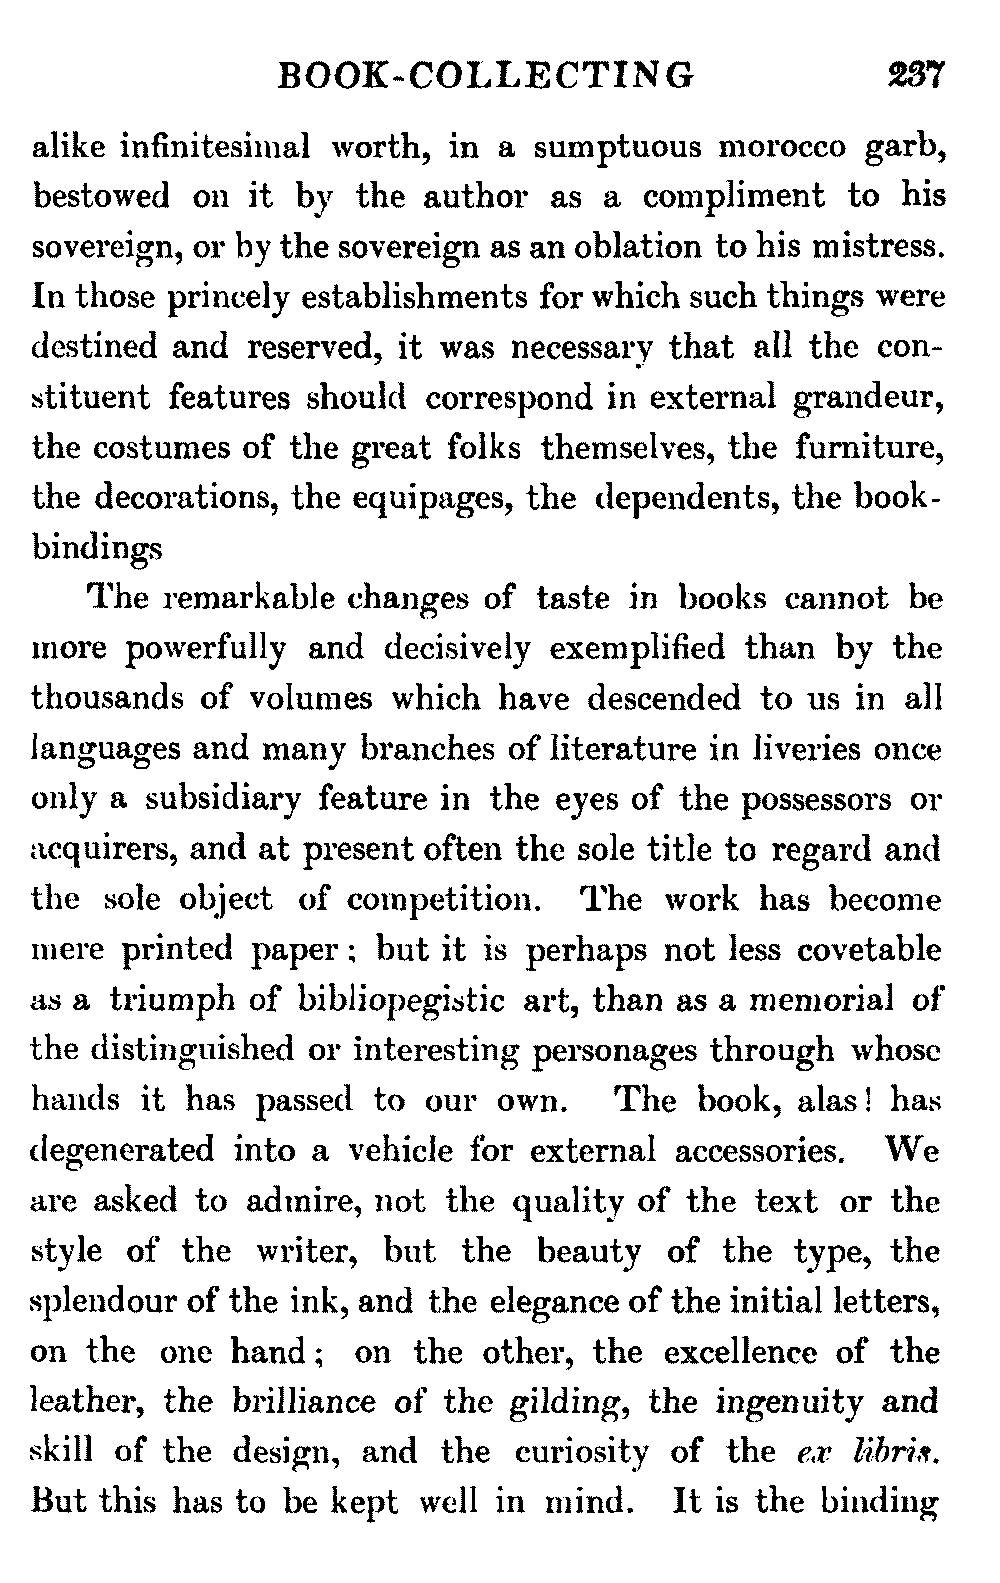 BOOK-COLLECTING 237
alike infinitesimal worth, in a sumptuous morocco garb,
bestowed on it by the author as a compliment to his
sovereign, or by the sovereign as an oblation to his mistress.
In those princely establishments for which such things were
destined and reserved, it was necessary that all the con-
stituent features should correspond in external grandeur,
the costumes of the great folks themselves, the furniture,
the decorations, the equipages, the dependents, the book-
bindings
The remarkable changes of taste in books cannot be
more powerfully and decisively exemplified than by the
thousands of volumes which have descended to us in all
languages and many branches of literature in liveries once
only a subsidiary feature in the eyes of the possessors or
acquirers, and at present often the sole title to regard and
the sole object of competition. The work has become
mere printed paper; but it is perhaps not less covetable
as a triumph of bibliopegistic art, than as a memorial of
the distinguished or interesting personages through whose
hands it has passed to our own. The book, alas! has
degenerated into a vehicle for external accessories. We
are asked to admire, not the quality of the text or the
style of the writer, but the beauty of the type, the
splendour of the ink, and the elegance of the initial letters,
on the one hand; on the other, the excellence of the
leather, the brilliance of the gilding, the ingenuity and
skill of the design, and the curiosity of the ex libris.
But this has to be kept well in mind. It is the binding